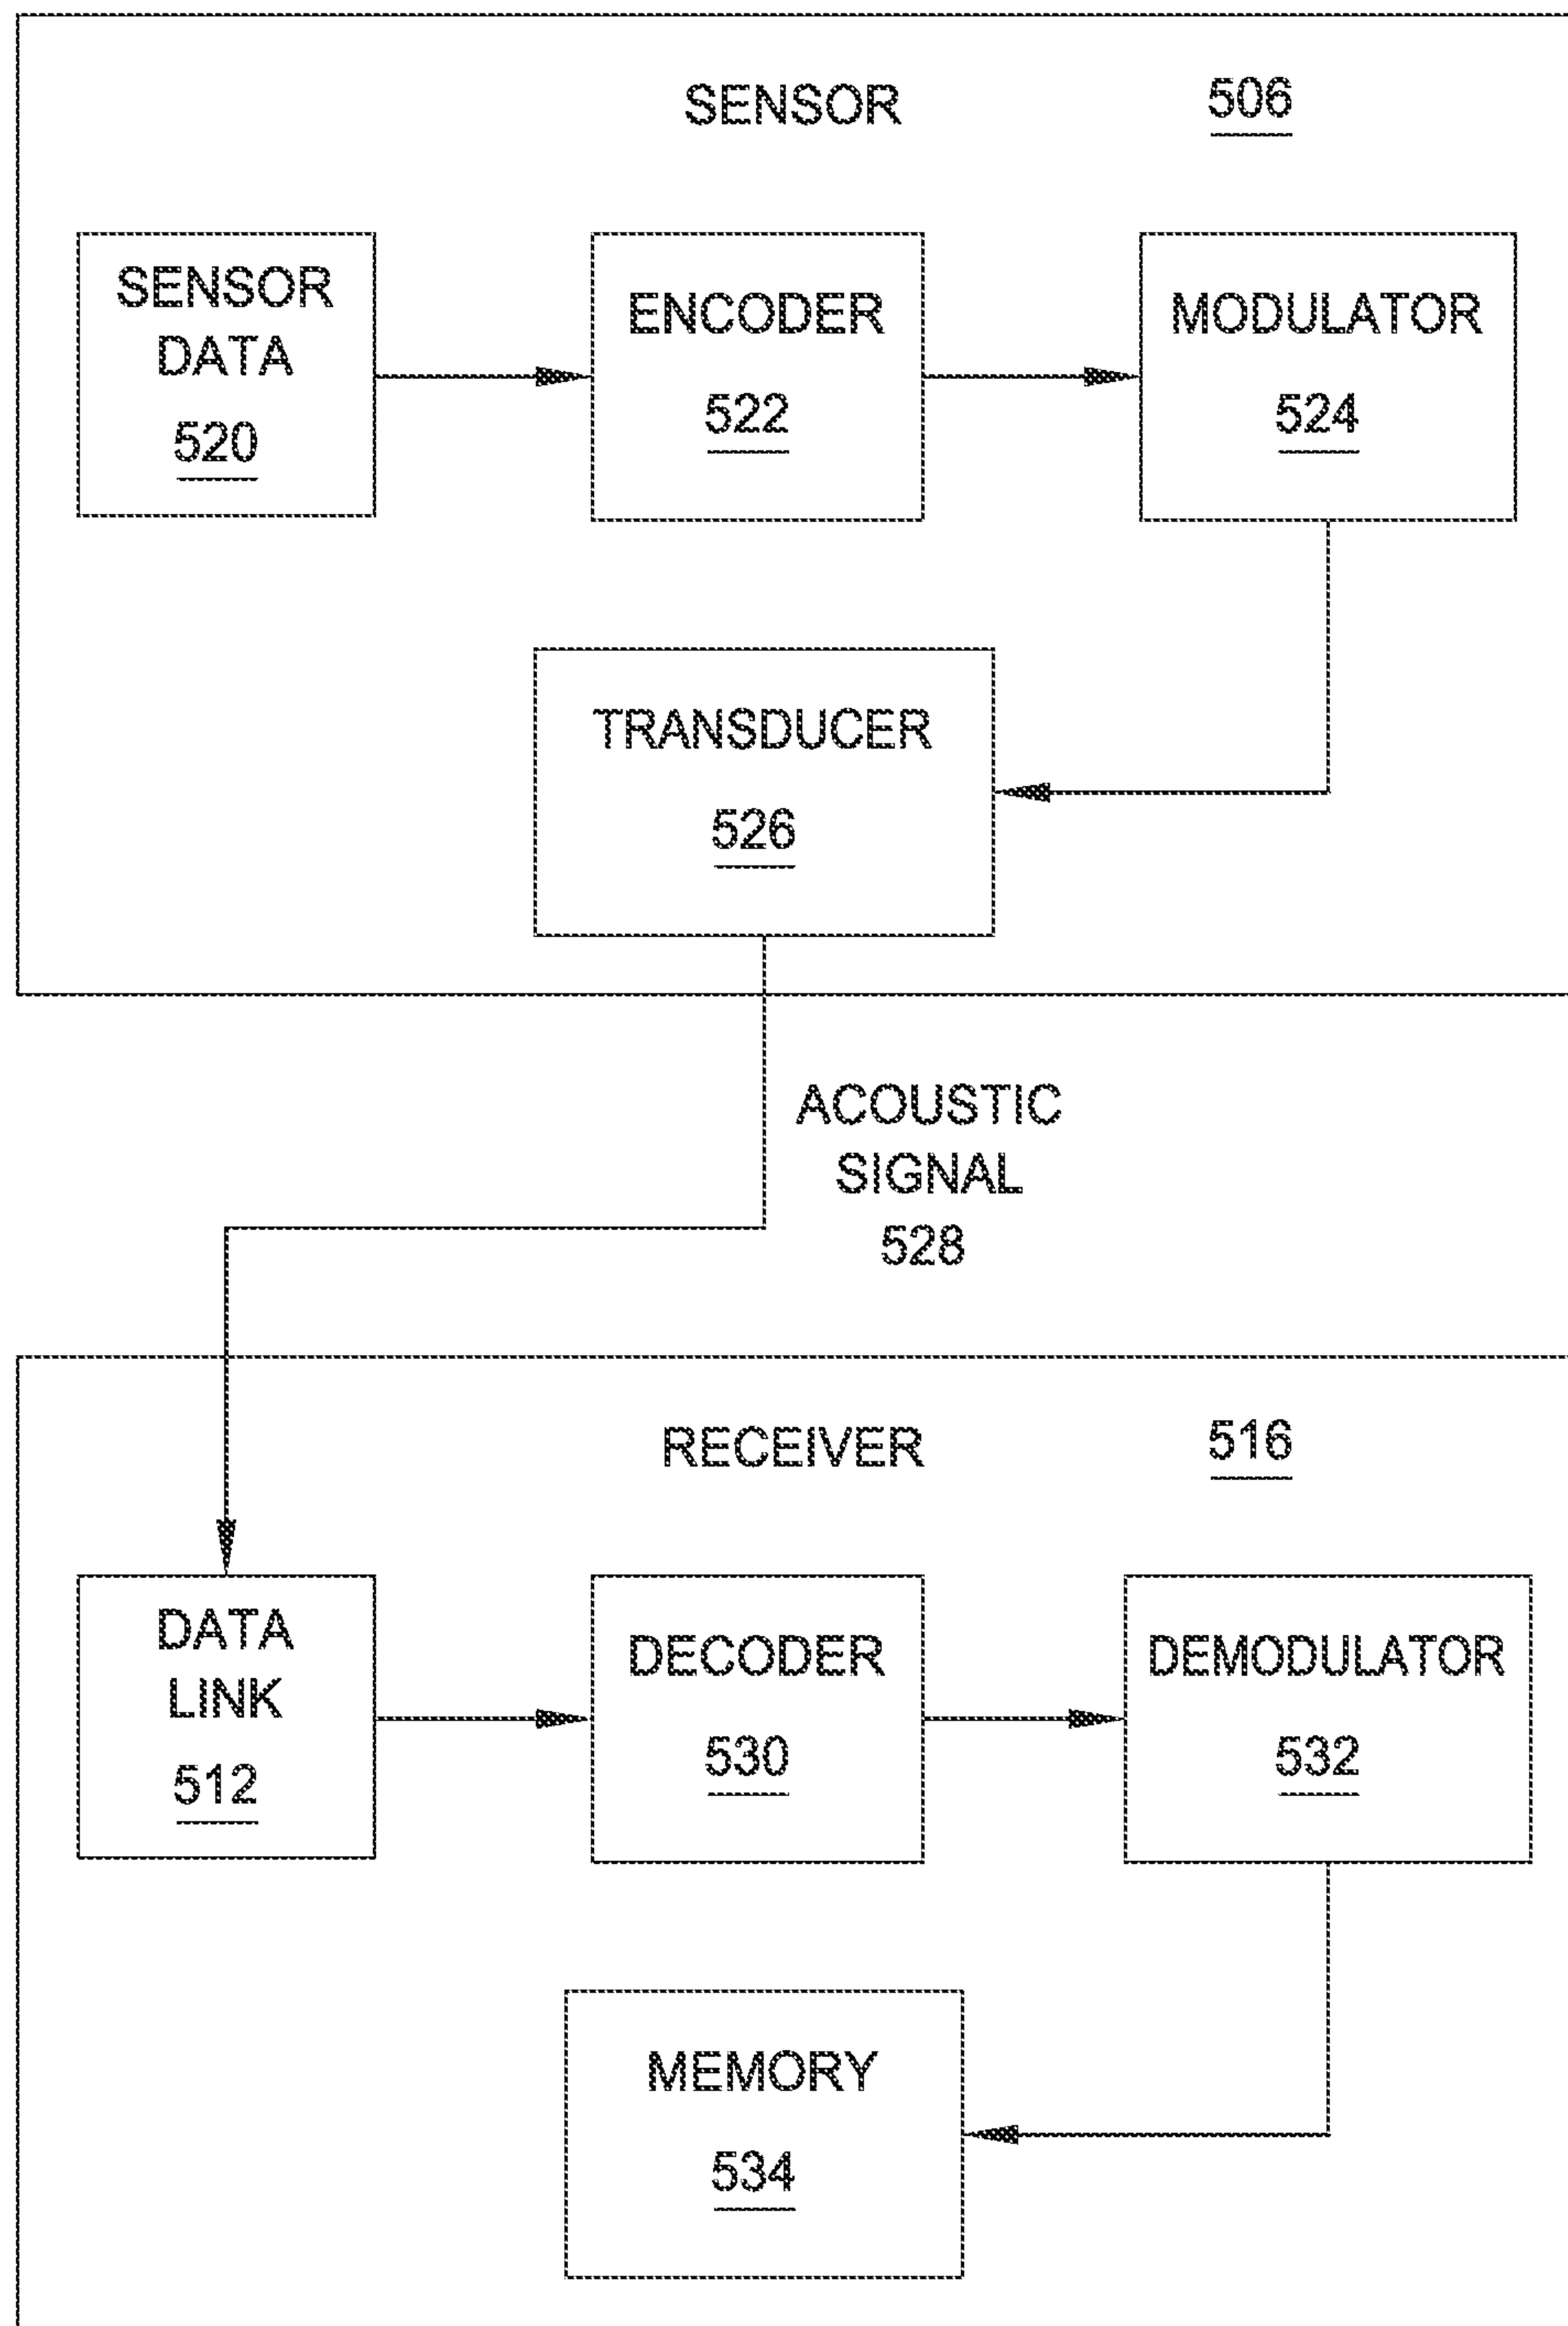 SENSOR 506
SENSOR
DATA
520
ENCODER
522
MODULATOR
524
TRANSDUCER
526
ACOUSTIC
SIGNAL
528
RECEIVER 516
DATA
LINK
512
DECODER
530
DEMODULATOR
532
MEMORY
534